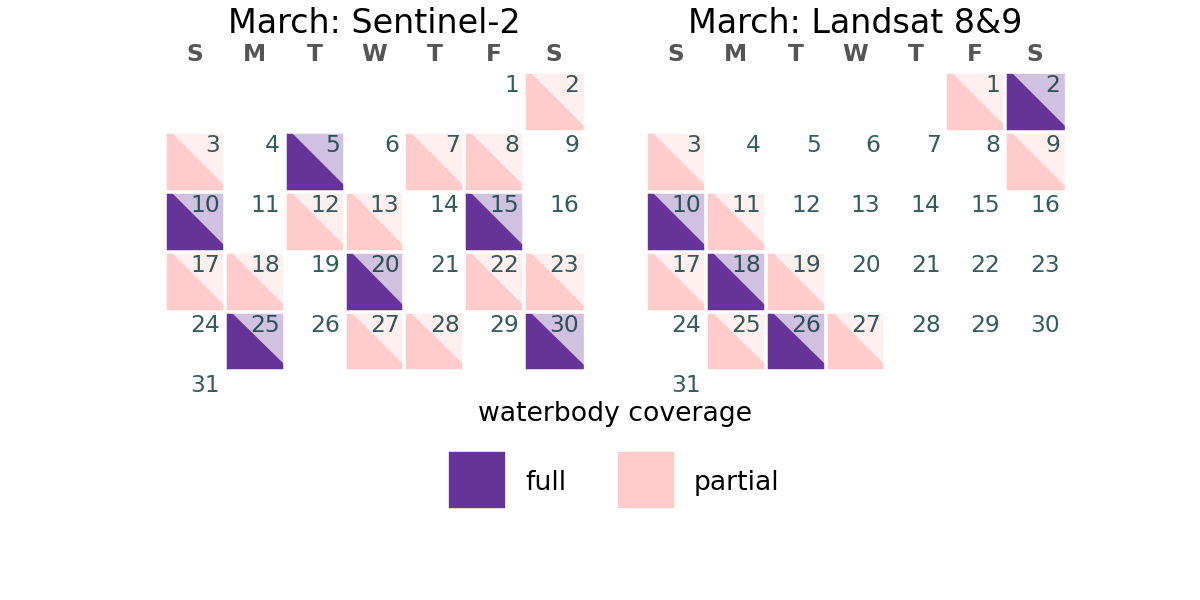 March: Sentinel-2
S M T W T F S
1 2
3 4 5 6 7 8 9
10 11 12 13 14 15 16
17 18 19 20 21 22 23
24 25 26 27 28 29 30
31
March: Landsat 8&9
S M T W T F S
1 2
3 4 5 6 7 8 9
10 11 12 13 14 15 16
17 18 19 20 21 22 23
24 25 26 27 28 29 30
31
waterbody coverage
full
partial